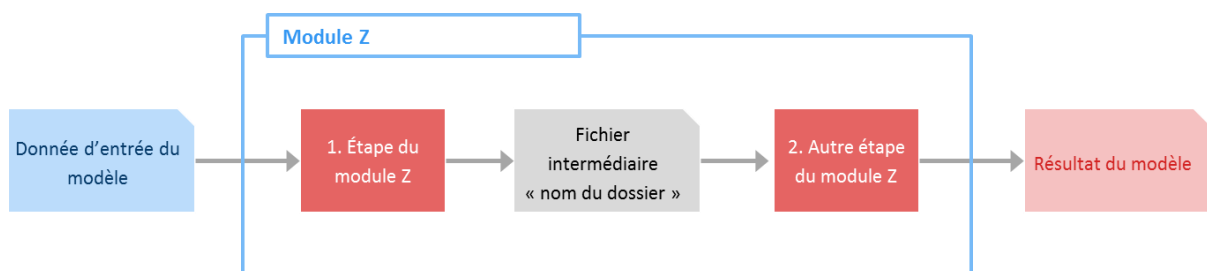 Module Z
Donnée d’entrée du
modèle
1. Étape du
module Z
Fichier
intermédiaire
« nom du dossier »
2. Autre étape
du module Z
Résultat du modèle